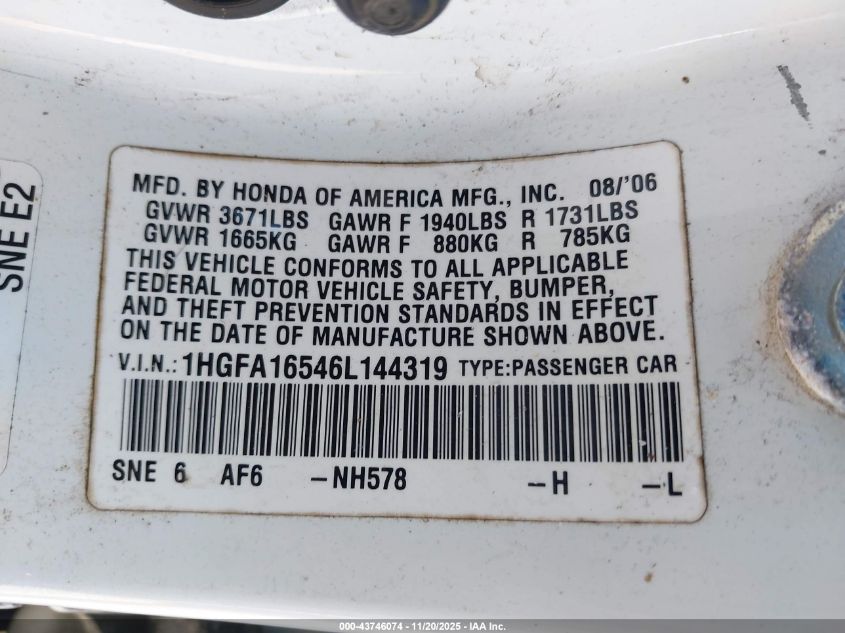 SNE E2
MFD. BY HONDA OF AMERICA MFG., INC. 08/'06
GVWR 3671LBS GAWR F 1940LBS R 1731LBS
GVWR 1665KG GAWR F 880KG R 785KG
THIS VEHICLE CONFORMS TO ALL APPLICABLE
FEDERAL MOTOR VEHICLE SAFETY, BUMPER,
AND THEFT PREVENTION STANDARDS IN EFFECT
ON THE DATE OF MANUFACTURE SHOWN ABOVE.
V.I.N.: 1HGFA16546L144319 TYPE:PASSENGER CAR
SNE 6 AF6 -NH578 -H -L
000-43746074 - 11/20/2025 - IAA Inc.